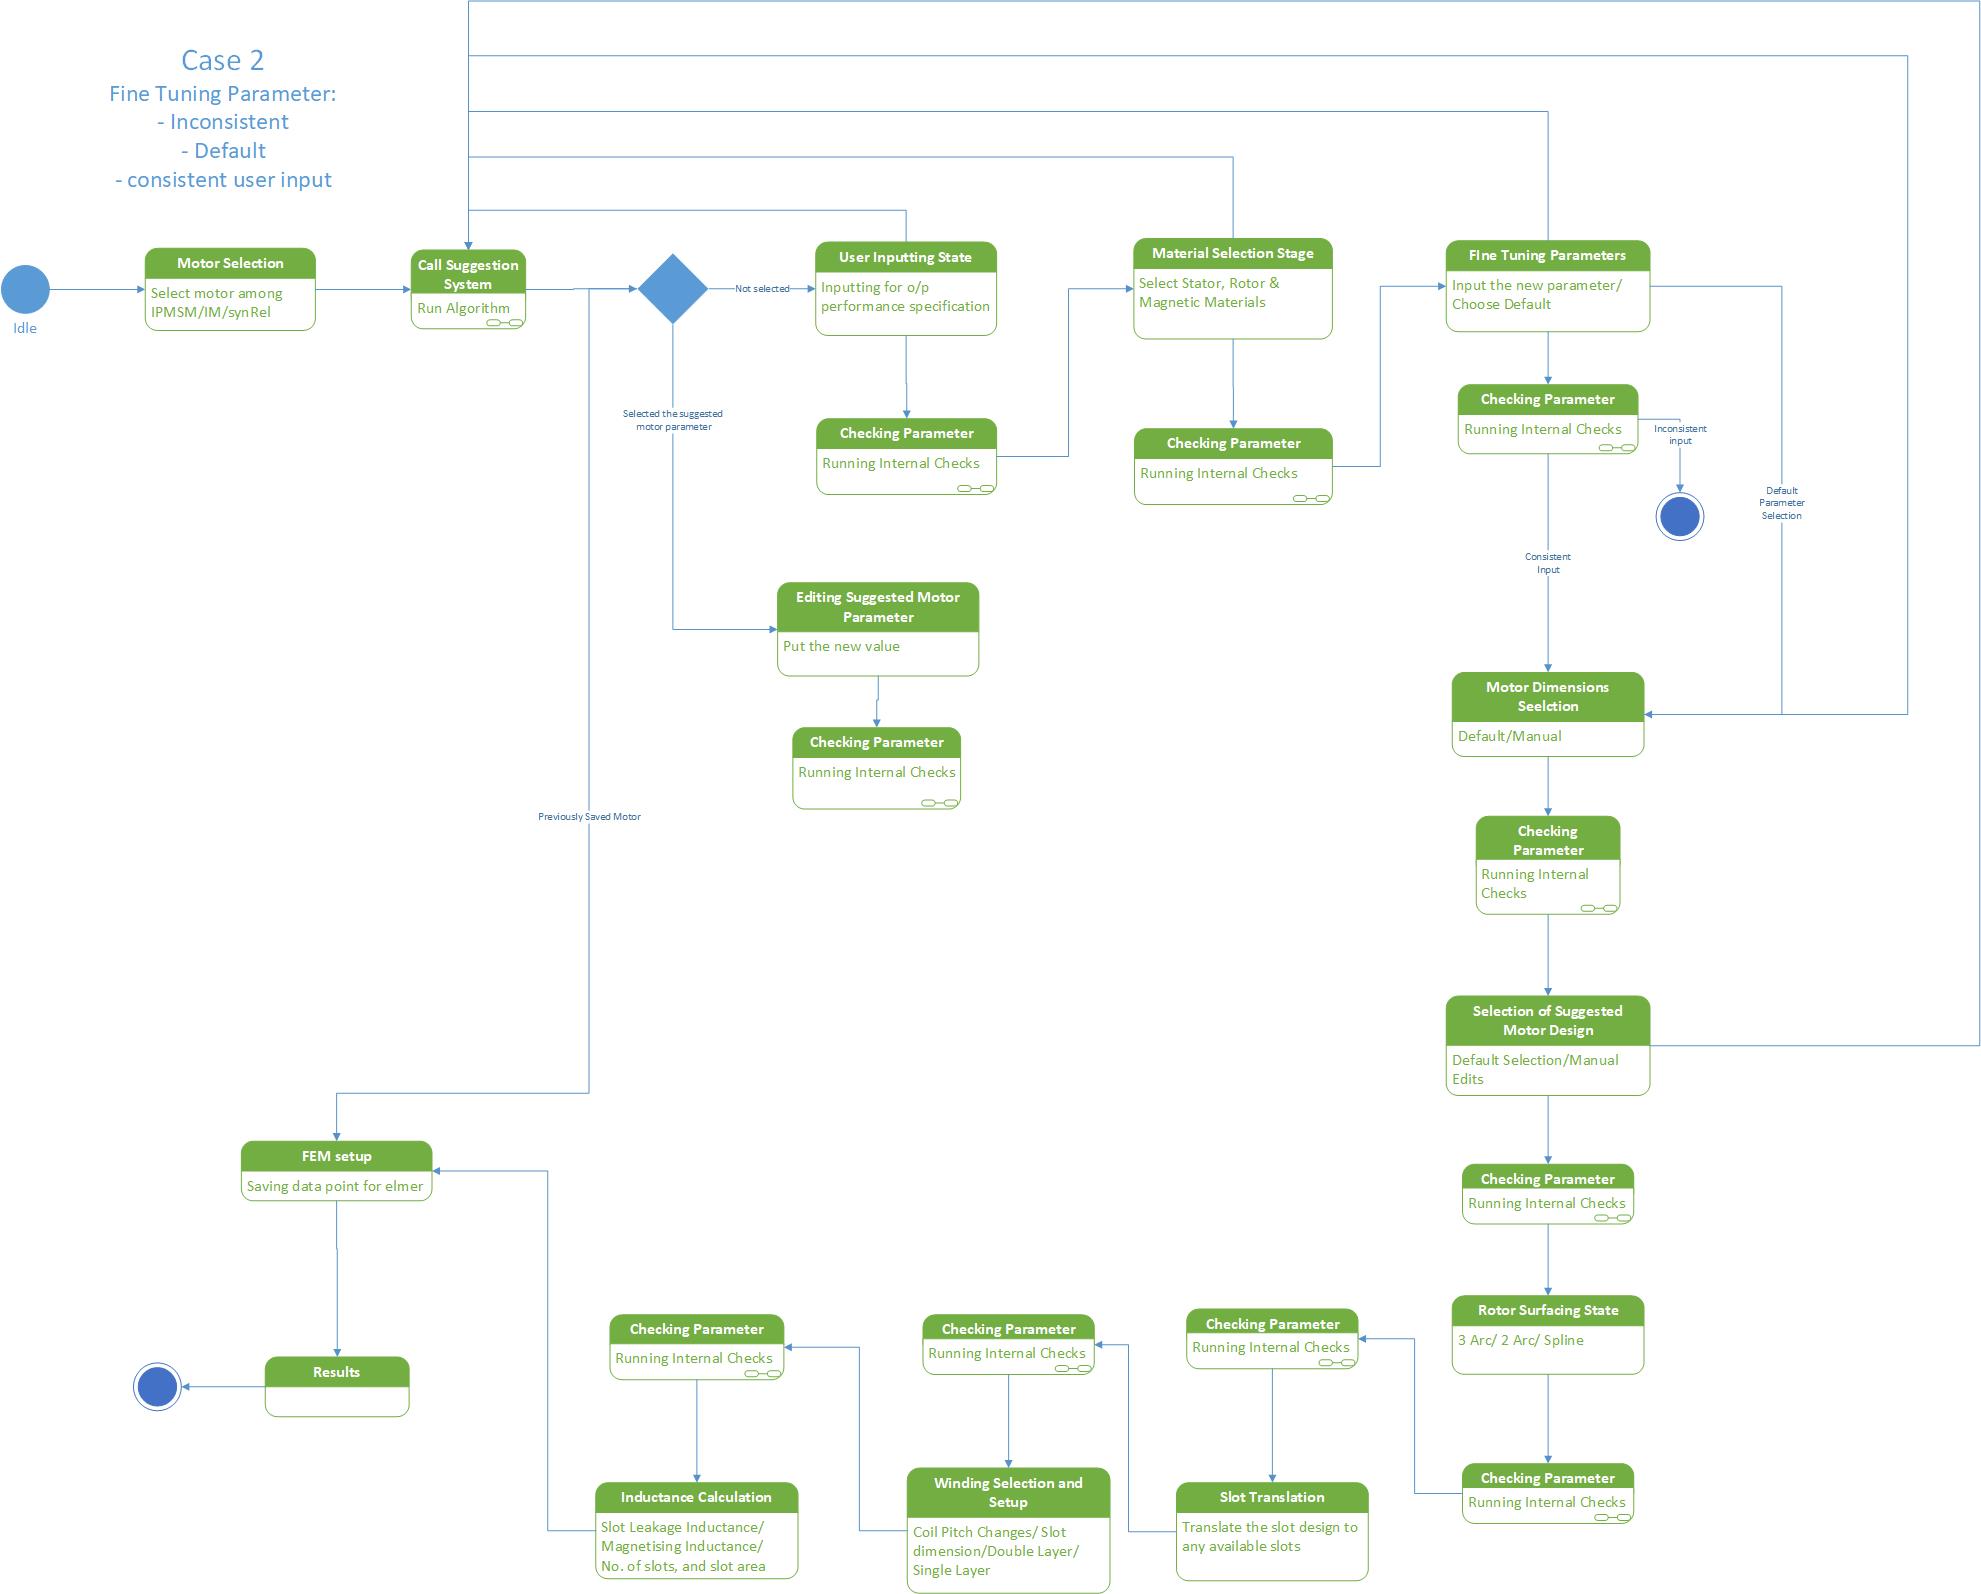 Case 2
Fine Tuning Parameter:
- Inconsistent
- Default
- consistent user input
Idle
Motor Selection
Select motor among
IPMSM/IM/synRel
Call Suggestion
System
Run Algorithm
Not selected
User Inputting State
Inputting for o/p
performance specification
Material Selection Stage
Select Stator, Rotor &
Magnetic Materials
FIne Tuning Parameters
Input the new parameter/
Choose Default
Selected the suggested
motor parameter
Checking Parameter
Running Internal Checks
Checking Parameter
Running Internal Checks
Checking Parameter
Running Internal Checks
Inconsistent
input
Default
Parameter
Selection
Consistent
Input
Editing Suggested Motor
Parameter
Put the new value
Checking Parameter
Running Internal Checks
Motor Dimensions
Seelction
Default/Manual
Previously Saved Motor
Checking
Parameter
Running Internal
Checks
Selection of Suggested
Motor Design
Default Selection/Manual
Edits
Checking Parameter
Running Internal Checks
FEM setup
Saving data point for elmer
Rotor Surfacing State
3 Arc/ 2 Arc/ Spline
Results
Checking Parameter
Running Internal Checks
Checking Parameter
Running Internal Checks
Checking Parameter
Running Internal Checks
Checking Parameter
Running Internal Checks
Inductance Calculation
Slot Leakage Inductance/
Magnetising Inductance/
No. of slots, and slot area
Winding Selection and
Setup
Coil Pitch Changes/ Slot
dimension/Double Layer/
Single Layer
Slot Translation
Translate the slot design to
any available slots